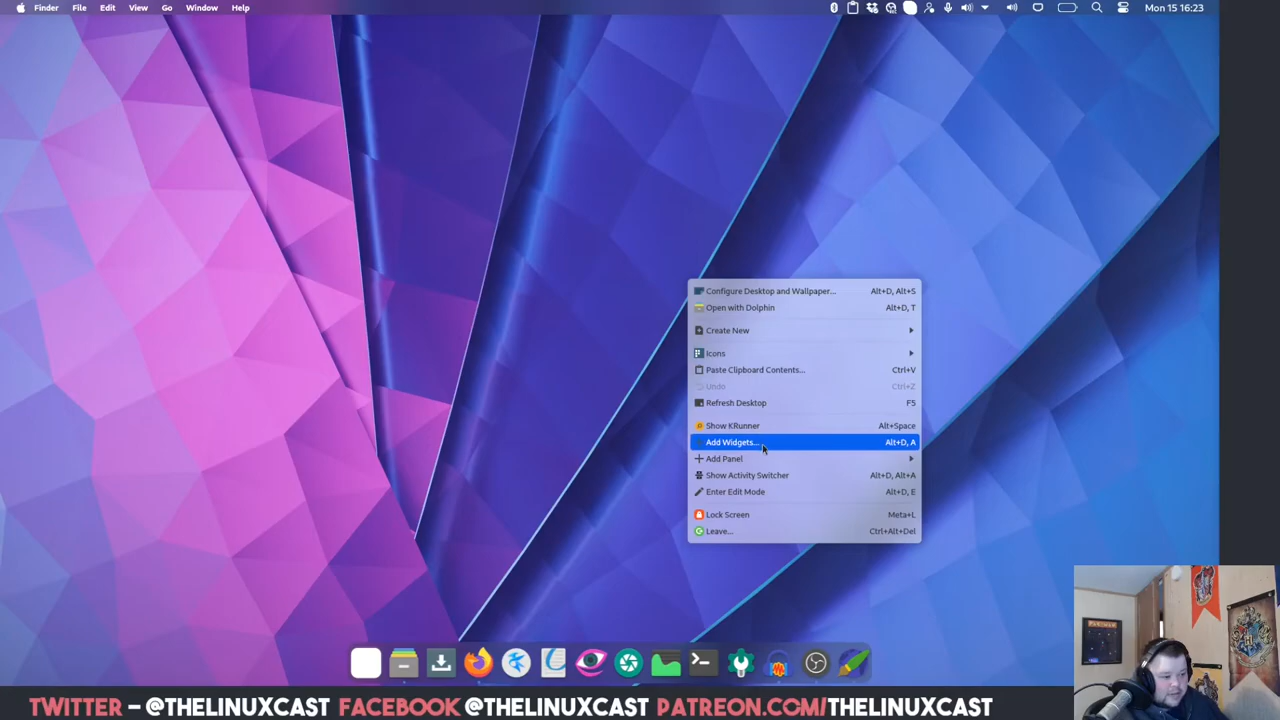 Finder File Edit View Go Window Help Mon 15 16:23
Configure Desktop and Wallpaper... Alt+D, Alt+S
Open with Dolphin Alt+D, T
Create New
Icons
Paste Clipboard Contents... Ctrl+V
Undo Ctrl+Z
Refresh Desktop F5
Show KRunner Alt+Space
Add Widgets... Alt+D, A
Add Panel
Show Activity Switcher Alt+D, Alt+A
Enter Edit Mode Alt+D, E
Lock Screen Meta+L
Leave... Ctrl+Alt+Del
TWITTER – @THELINUXCAST FACEBOOK @THELINUXCAST PATREON.COM/THELINUXCAST